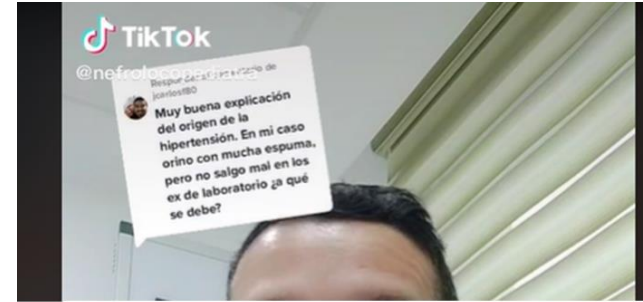 TikTok
Muy buena explicación
del origen de la
hipertensión. En mi caso
orino con mucha espuma,
pero no salgo mal en los
ex de laboratorio ¿a qué
se debe?